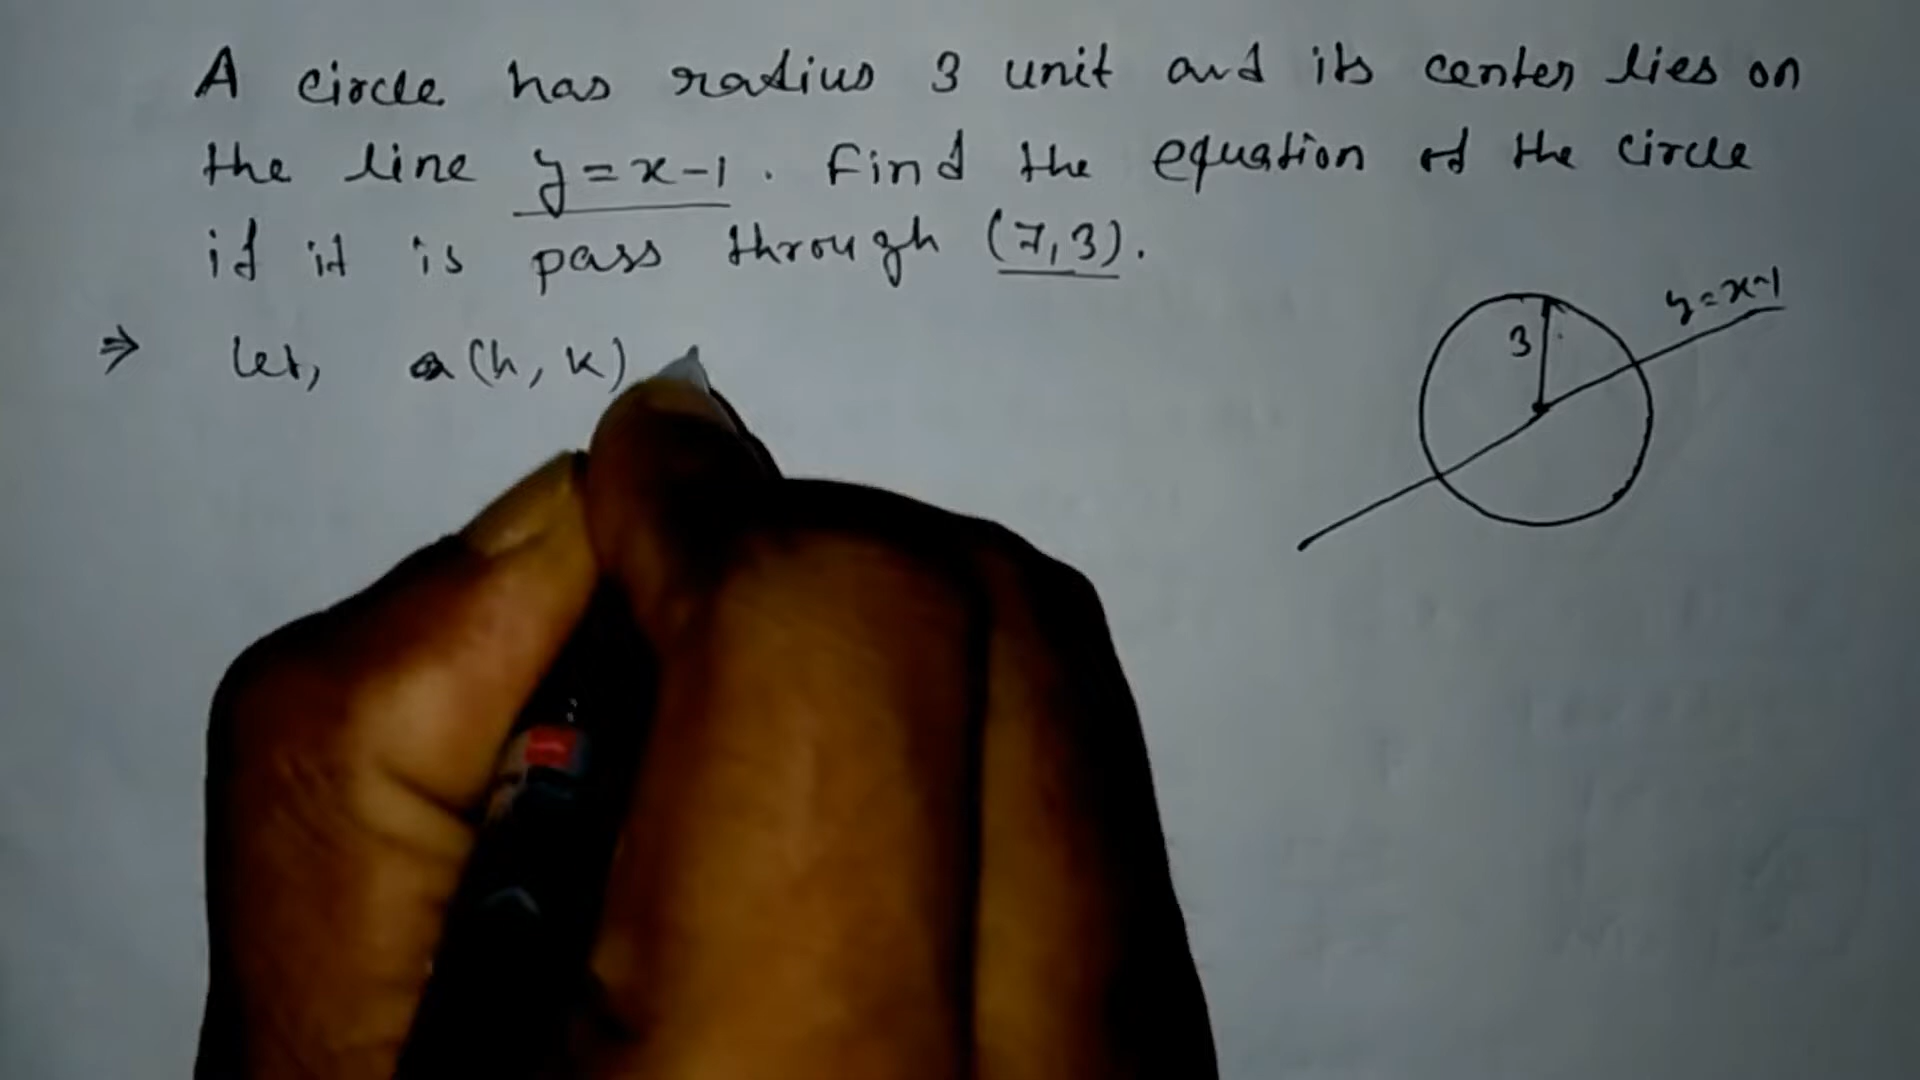 A circle has radius 3 unit and its center lies on
the line y=x-1. Find the equation of the circle
if it is pass through (7,3).
⇒ Let, (h, k)
y=x-1
3